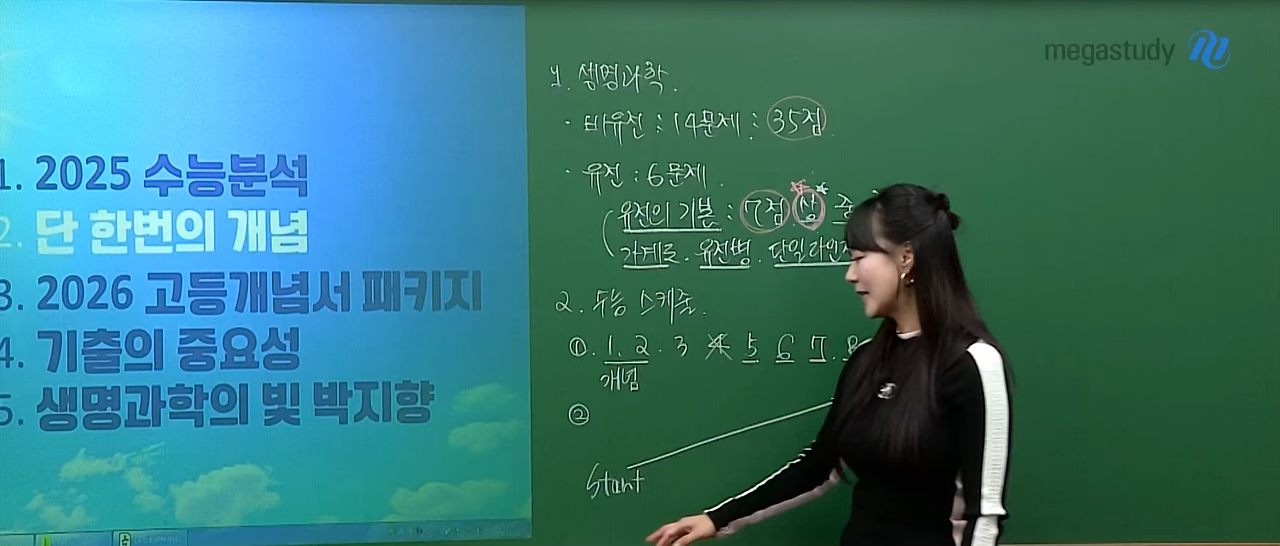 megastudy
1. 2025 수능분석
2. 단 한번의 개념
3. 2026 고등개념서 패키지
4. 기출의 중요성
5. 생명과학의 빛 박지향
1. 생명과학.
· 비유전 : 14문제 : 35점
· 유전 : 6문제.
유전의 기본 : 7점 상 중
가계도. 유전병. 단일라인
2. 수능 스케줄.
①. 1. 2. 3 4 5 6 7. 8
개념
②
Start